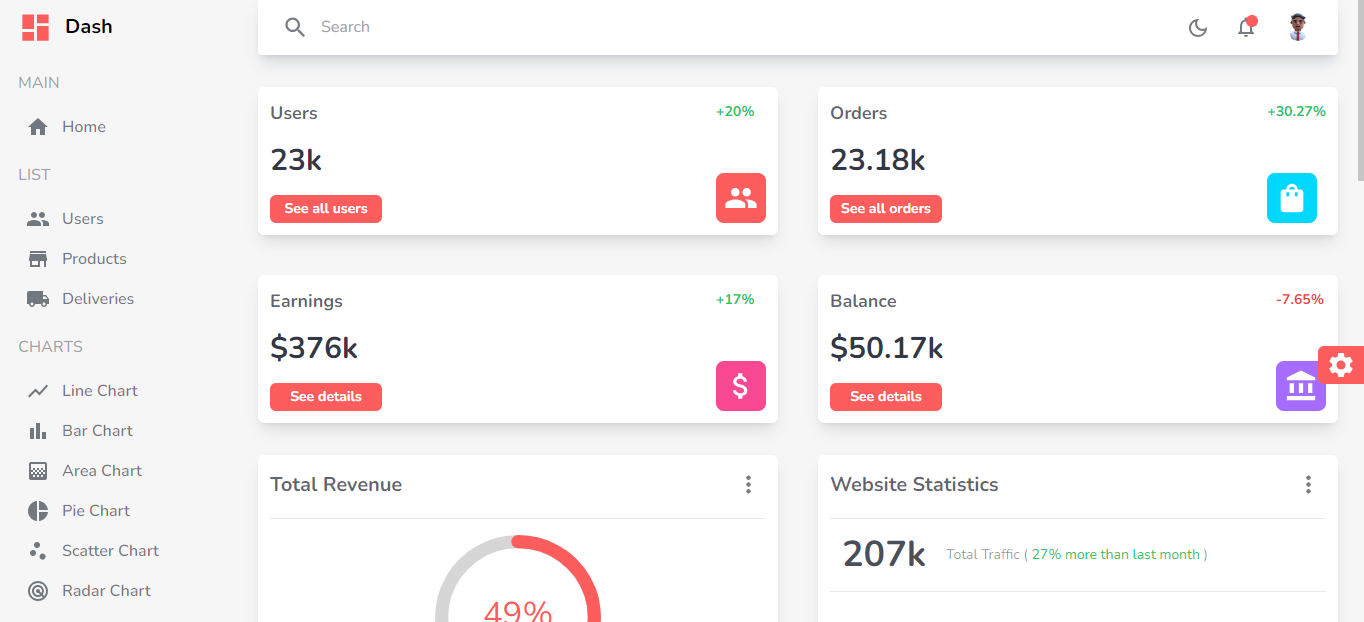 Dash
Search
MAIN
Home
LIST
Users
Products
Deliveries
CHARTS
Line Chart
Bar Chart
Area Chart
Pie Chart
Scatter Chart
Radar Chart
Users
+20%
23k
See all users
Orders
+30.27%
23.18k
See all orders
Earnings
+17%
$376k
$
See details
Balance
-7.65%
$50.17k
See details
Total Revenue
49%
Website Statistics
207k Total Traffic ( 27% more than last month )